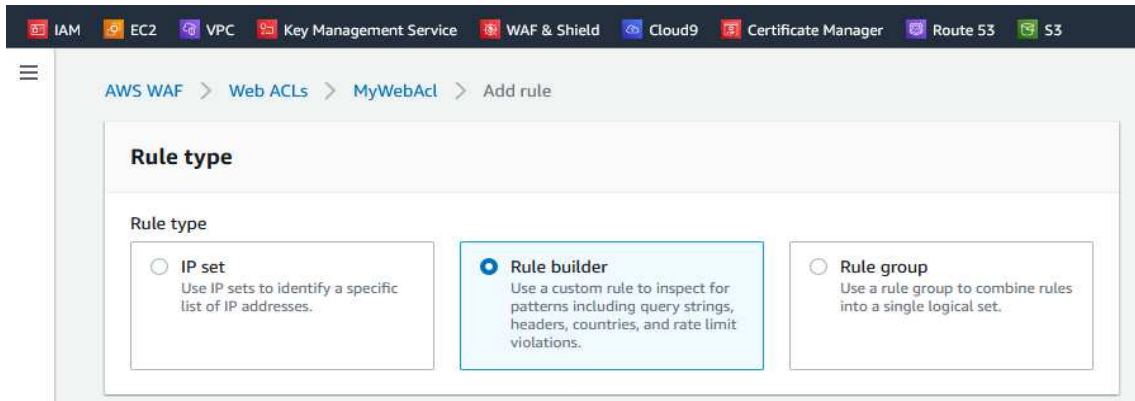 IAM EC2 VPC Key Management Service WAF & Shield Cloud9 Certificate Manager Route 53 S3
AWS WAF > Web ACLs > MyWebAcl > Add rule
Rule type
Rule type
IP set
Use IP sets to identify a specific
list of IP addresses.
Rule builder
Use a custom rule to inspect for
patterns including query strings,
headers, countries, and rate limit
violations.
Rule group
Use a rule group to combine rules
into a single logical set.